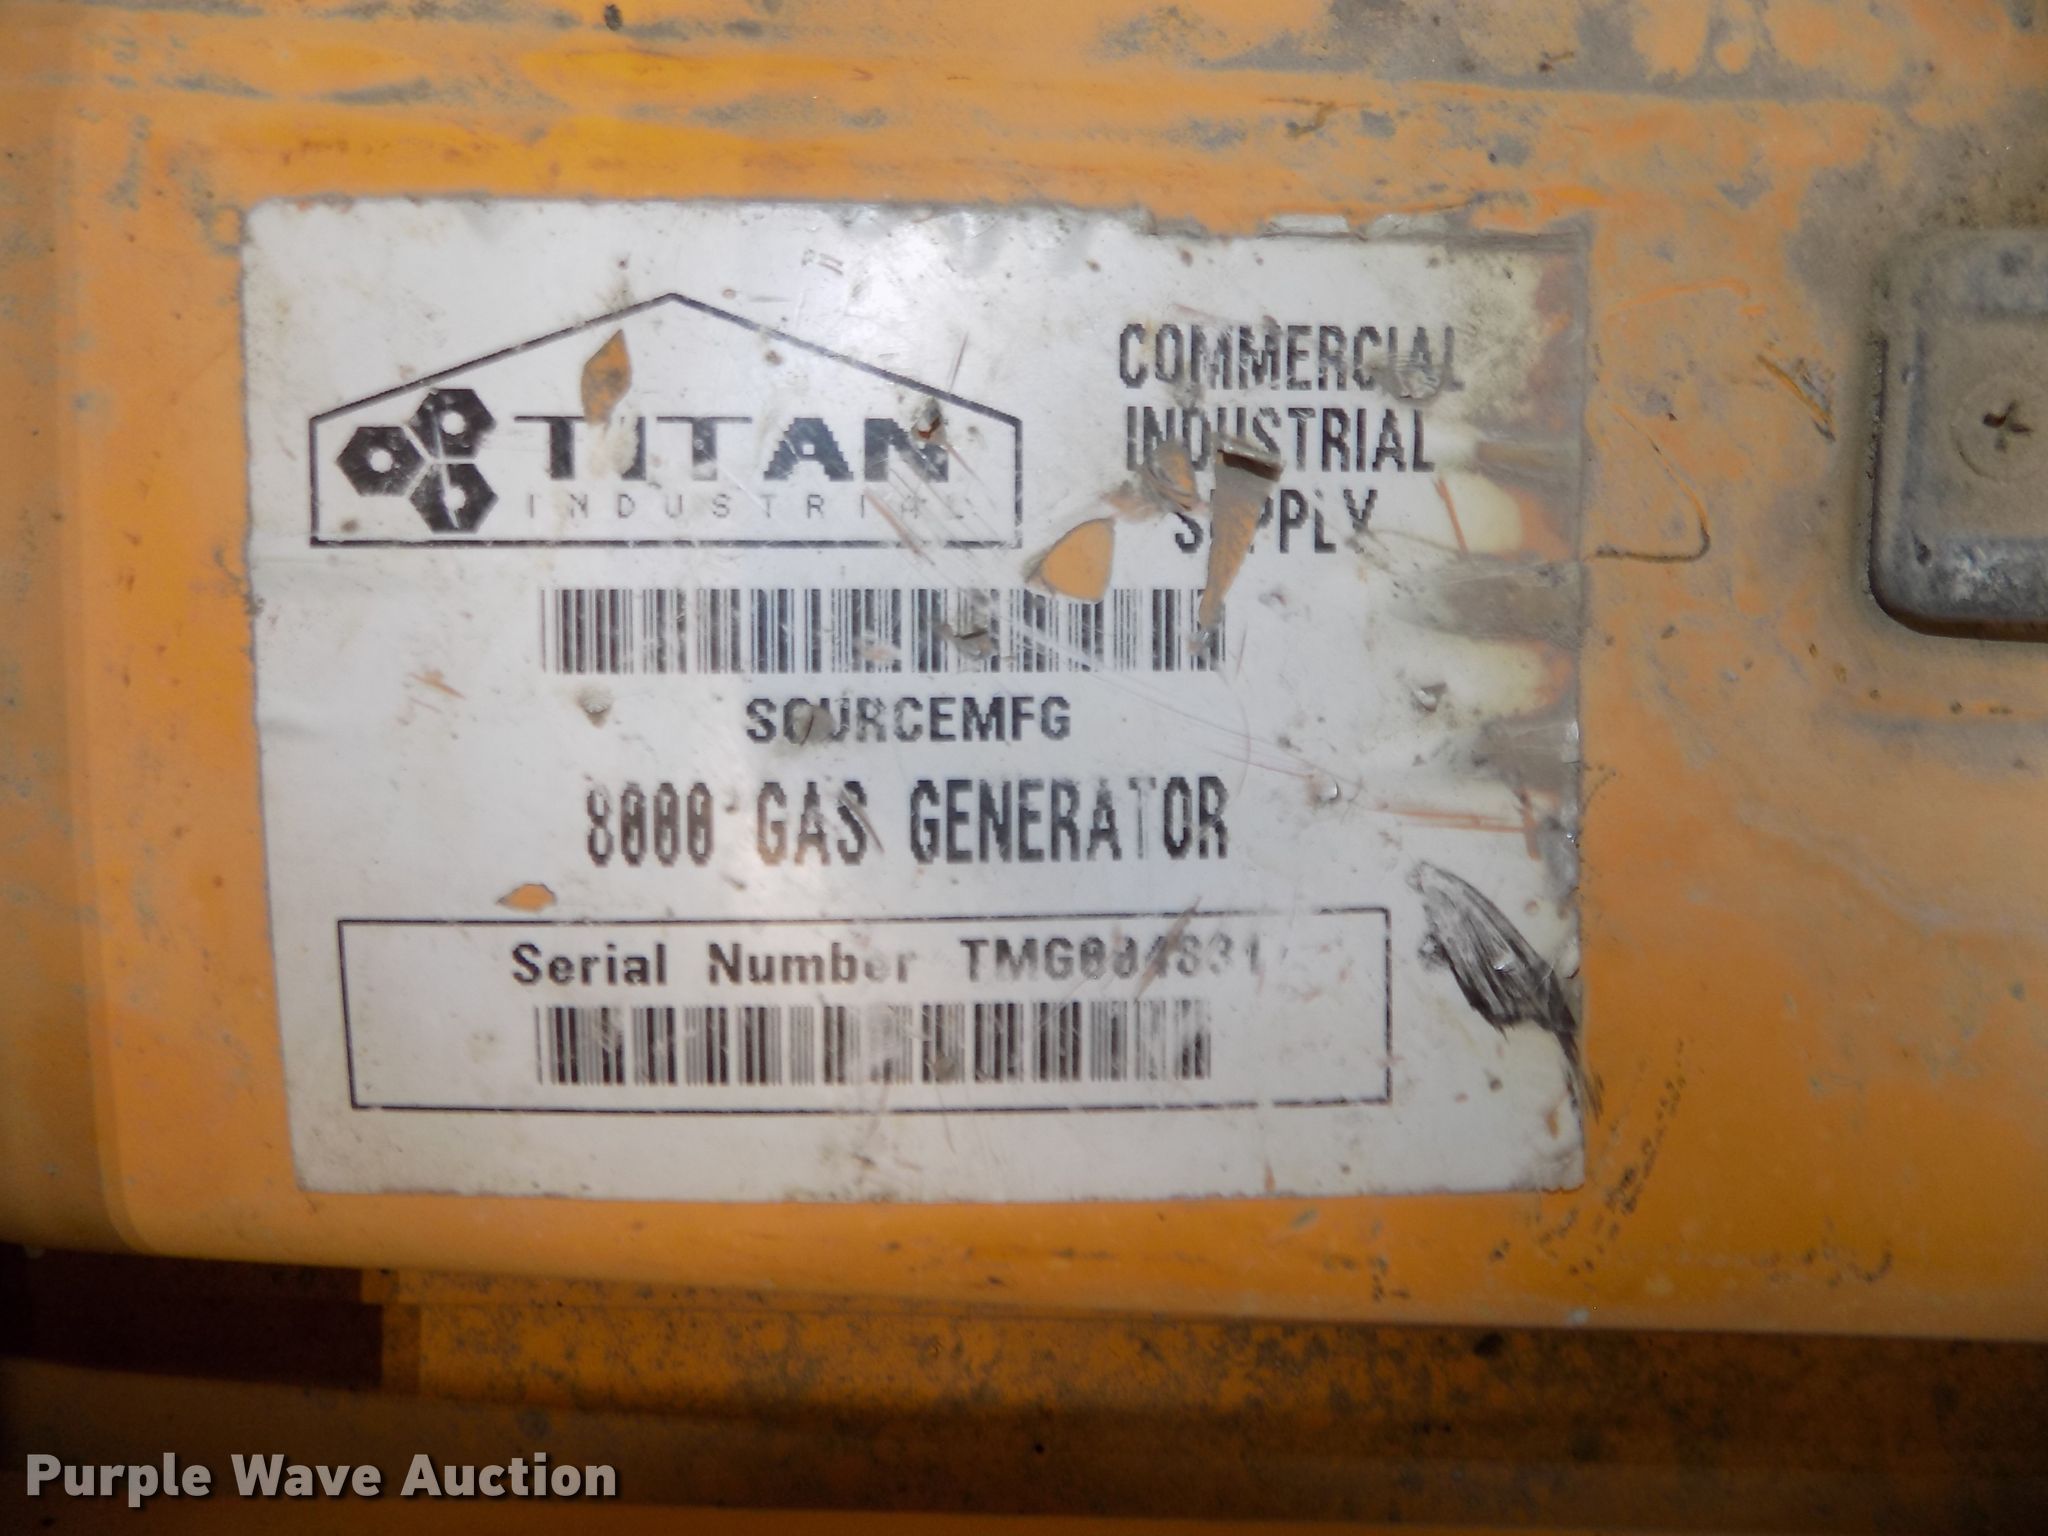 TITAN
INDUSTRIAL
COMMERCIAL
INDUSTRIAL
SUPPLY
SOURCEMFG
8000 GAS GENERATOR
Serial Number
Purple Wave Auction